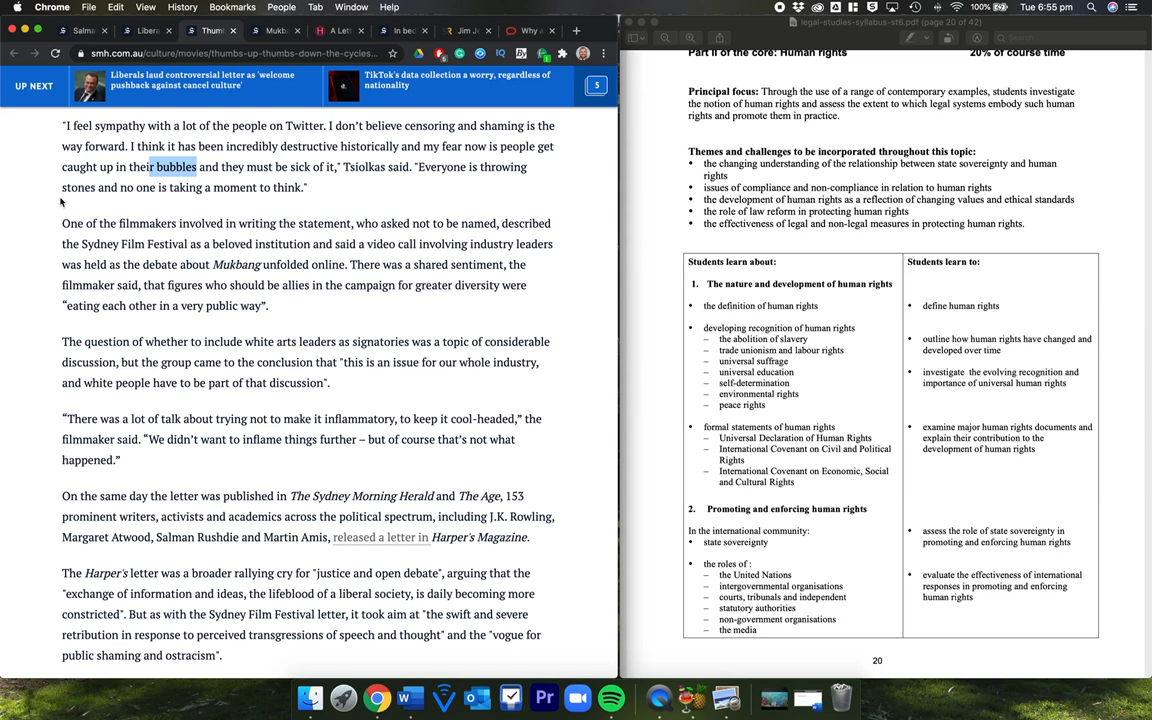 Chrome File Edit View History Bookmarks People Tab Window Help
100% Tue 6:55 pm
Salma
Libera
Thumb
Mukba
A Lett
In bed
Jim Je
Why a
smh.com.au/culture/movies/thumbs-up-thumbs-down-the-cycles...
UP NEXT
Liberals laud controversial letter as 'welcome
pushback against cancel culture'
TikTok's data collection a worry, regardless of
nationality
5
"I feel sympathy with a lot of the people on Twitter. I don't believe censoring and shaming is the
way forward. I think it has been incredibly destructive historically and my fear now is people get
caught up in their bubbles and they must be sick of it," Tsiolkas said. "Everyone is throwing
stones and no one is taking a moment to think."
One of the filmmakers involved in writing the statement, who asked not to be named, described
the Sydney Film Festival as a beloved institution and said a video call involving industry leaders
was held as the debate about Mukbang unfolded online. There was a shared sentiment, the
filmmaker said, that figures who should be allies in the campaign for greater diversity were
“eating each other in a very public way”.
The question of whether to include white arts leaders as signatories was a topic of considerable
discussion, but the group came to the conclusion that "this is an issue for our whole industry,
and white people have to be part of that discussion".
“There was a lot of talk about trying not to make it inflammatory, to keep it cool-headed,” the
filmmaker said. “We didn’t want to inflame things further – but of course that’s not what
happened.”
On the same day the letter was published in The Sydney Morning Herald and The Age, 153
prominent writers, activists and academics across the political spectrum, including J.K. Rowling,
Margaret Atwood, Salman Rushdie and Martin Amis, released a letter in Harper's Magazine.
The Harper's letter was a broader rallying cry for "justice and open debate", arguing that the
"exchange of information and ideas, the lifeblood of a liberal society, is daily becoming more
constricted". But as with the Sydney Film Festival letter, it took aim at "the swift and severe
retribution in response to perceived transgressions of speech and thought" and the "vogue for
public shaming and ostracism".
legal-studies-syllabus-st6.pdf (page 20 of 42)
Search
Part II of the core: Human rights 20% of course time
Principal focus: Through the use of a range of contemporary examples, students investigate
the notion of human rights and assess the extent to which legal systems embody such human
rights and promote them in practice.
Themes and challenges to be incorporated throughout this topic:
• the changing understanding of the relationship between state sovereignty and human
rights
• issues of compliance and non-compliance in relation to human rights
• the development of human rights as a reflection of changing values and ethical standards
• the role of law reform in protecting human rights
• the effectiveness of legal and non-legal measures in protecting human rights.
Students learn about:
1. The nature and development of human rights
• the definition of human rights
• developing recognition of human rights
– the abolition of slavery
– trade unionism and labour rights
– universal suffrage
– universal education
– self-determination
– environmental rights
– peace rights
• formal statements of human rights
– Universal Declaration of Human Rights
– International Covenant on Civil and Political
Rights
– International Covenant on Economic, Social
and Cultural Rights
2. Promoting and enforcing human rights
In the international community:
• state sovereignty
• the roles of :
– the United Nations
– intergovernmental organisations
– courts, tribunals and independent
– statutory authorities
– non-government organisations
– the media
Students learn to:
• define human rights
• outline how human rights have changed and
developed over time
• investigate the evolving recognition and
importance of universal human rights
• examine major human rights documents and
explain their contribution to the
development of human rights
• assess the role of state sovereignty in
promoting and enforcing human rights
• evaluate the effectiveness of international
responses in promoting and enforcing
human rights
20